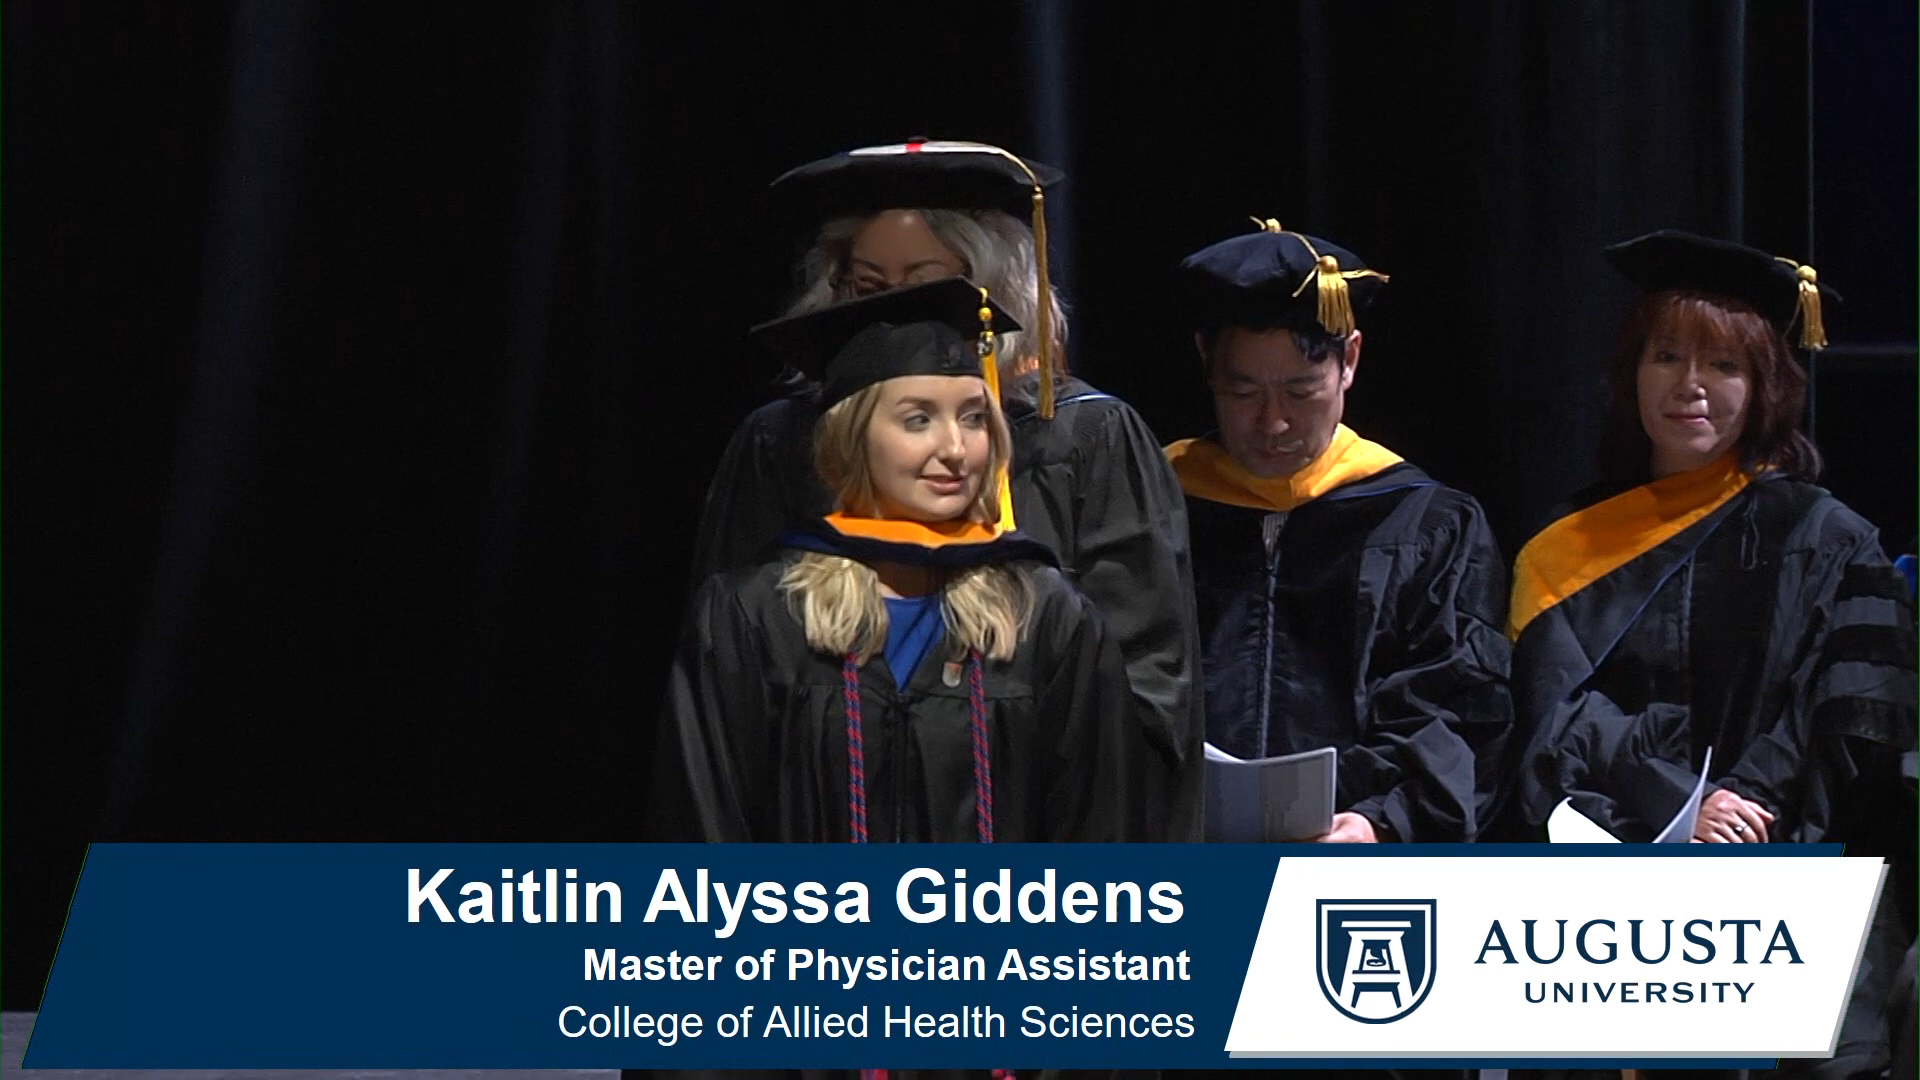 Kaitlin Alyssa Giddens
Master of Physician Assistant
College of Allied Health Sciences
AUGUSTA
UNIVERSITY